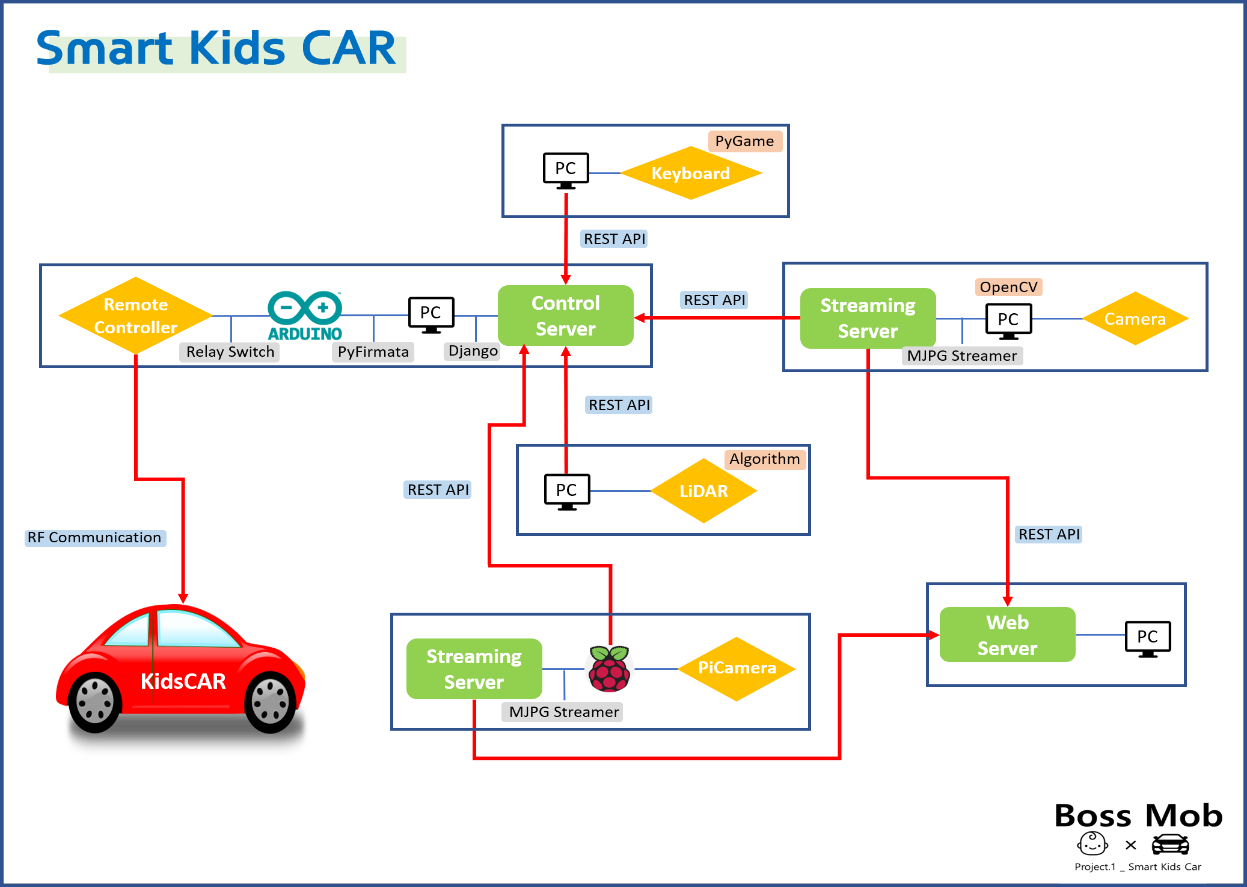 Smart Kids CAR
PyGame
PC
Keyboard
REST API
Remote
Controller
ARDUINO
TM
PC
Control
Server
Relay Switch
PyFirmata
Django
REST API
Streaming
Server
OpenCV
PC
Camera
MJPG Streamer
REST API
Algorithm
PC
LiDAR
REST API
RF Communication
REST API
KidsCAR
Streaming
Server
PiCamera
MJPG Streamer
Web
Server
PC
Boss Mob
×
Project.1 _ Smart Kids Car